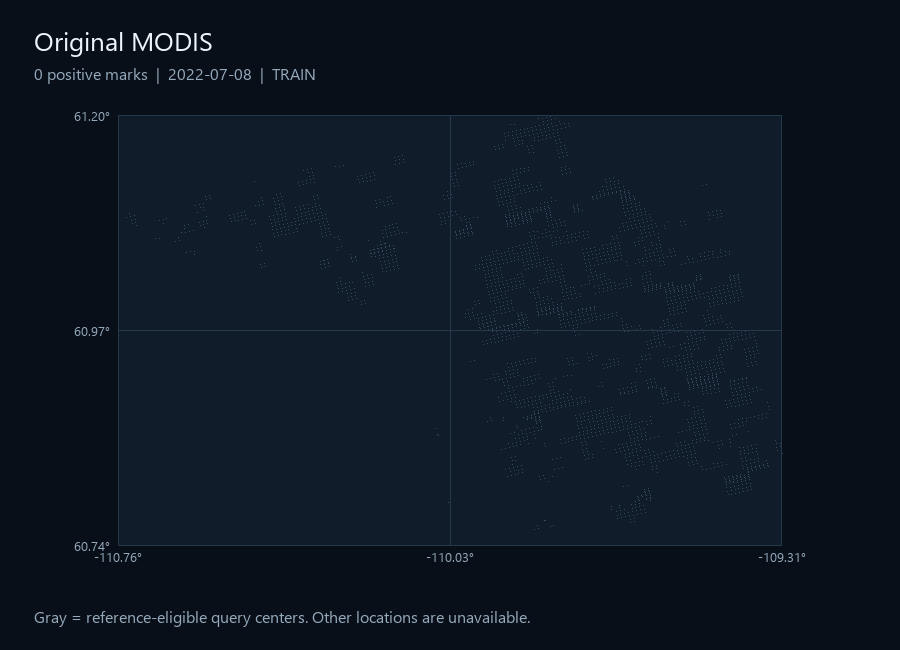 Original MODIS
0 positive marks | 2022-07-08 | TRAIN
61.20°
60.97°
60.74°
-110.76°
-110.03°
-109.31°
Gray = reference-eligible query centers. Other locations are unavailable.